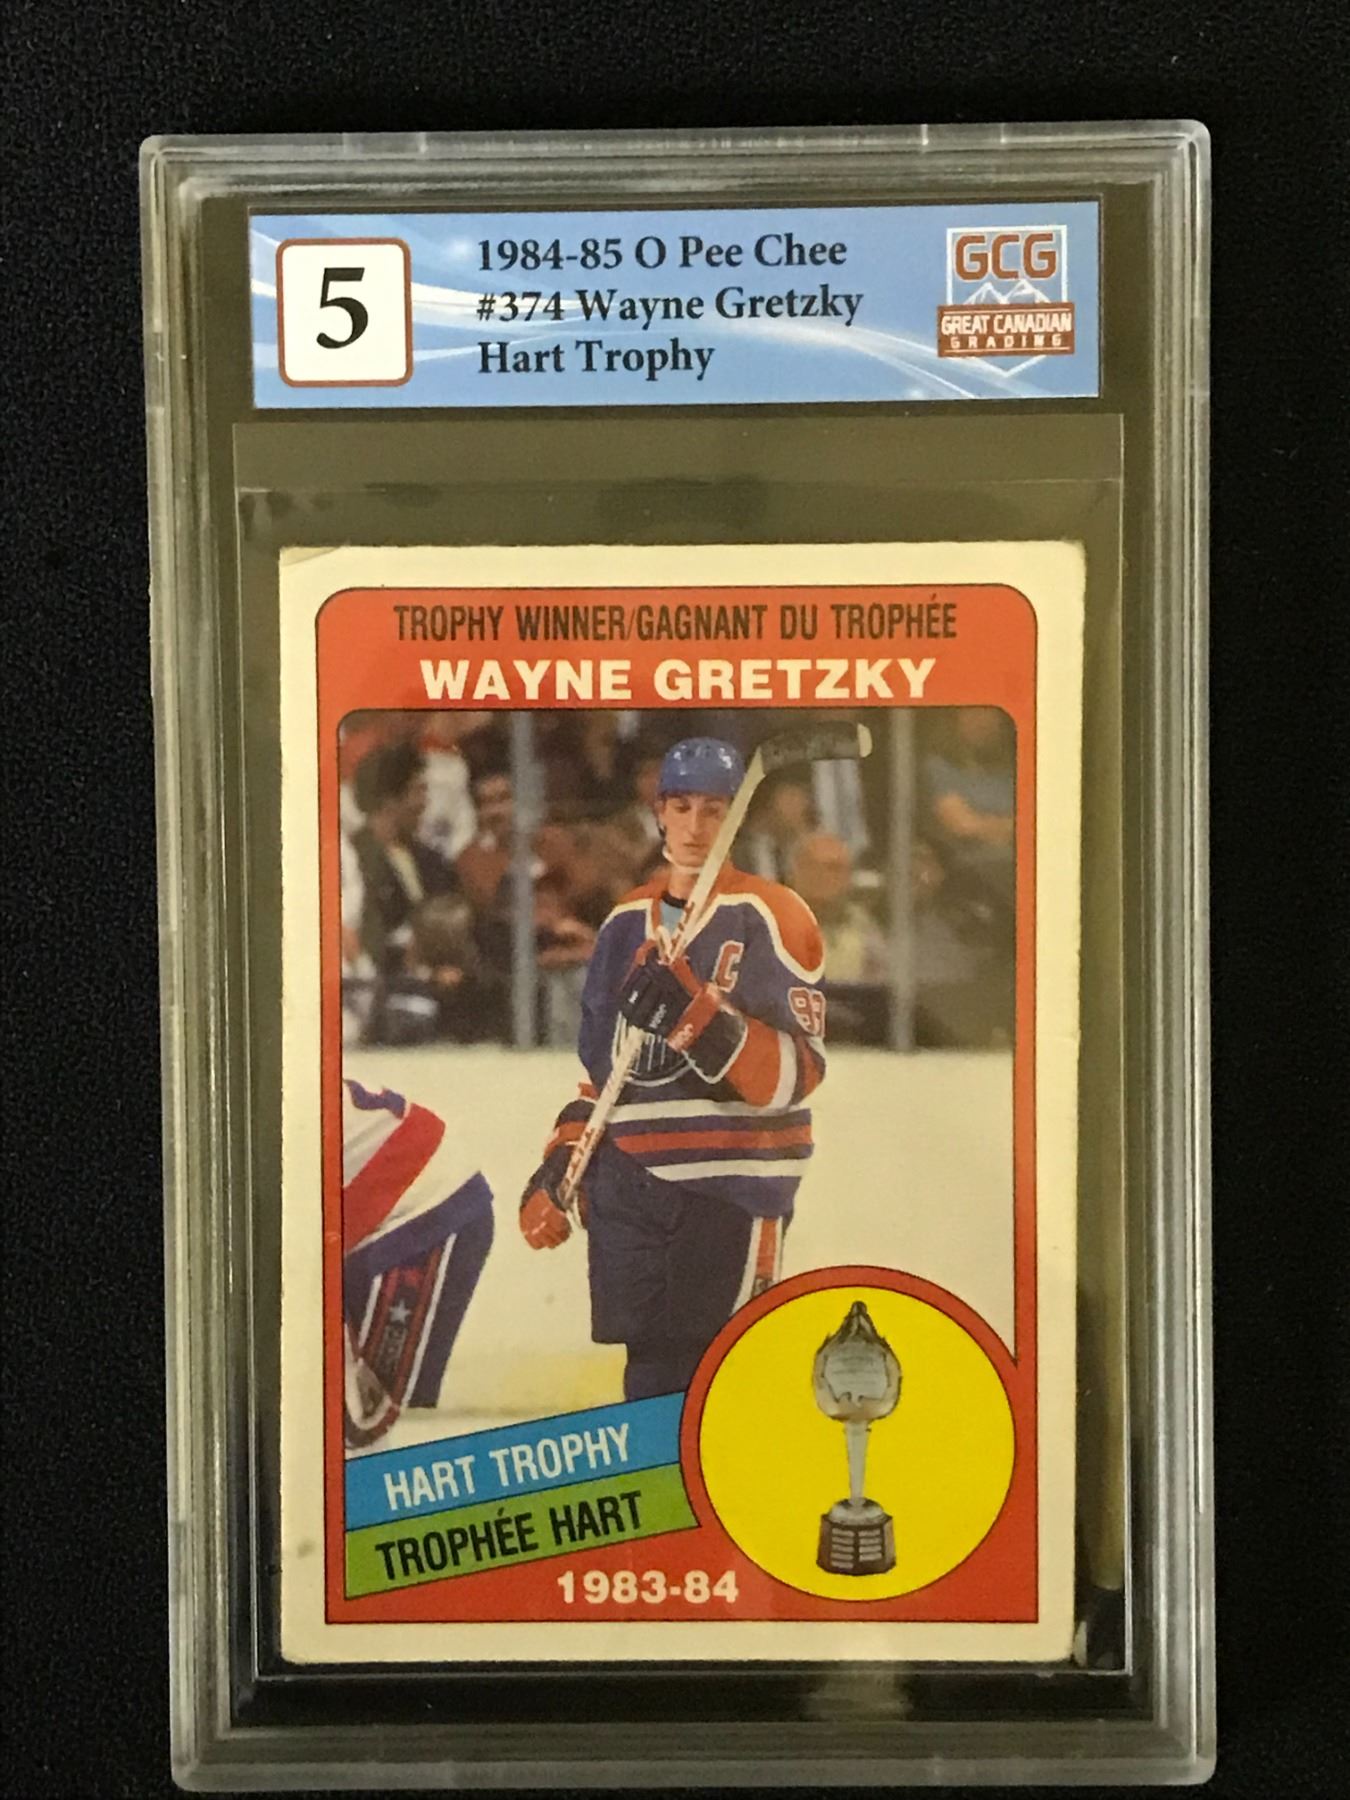 5
1984-85 O Pee Chee
#374 Wayne Gretzky
Hart Trophy
GCG
GREAT CANADIAN
GRADING
TROPHY WINNER/GAGNANT DU TROPHÉE
WAYNE GRETZKY
C
HART TROPHY
TROPHÉE HART
1983-84